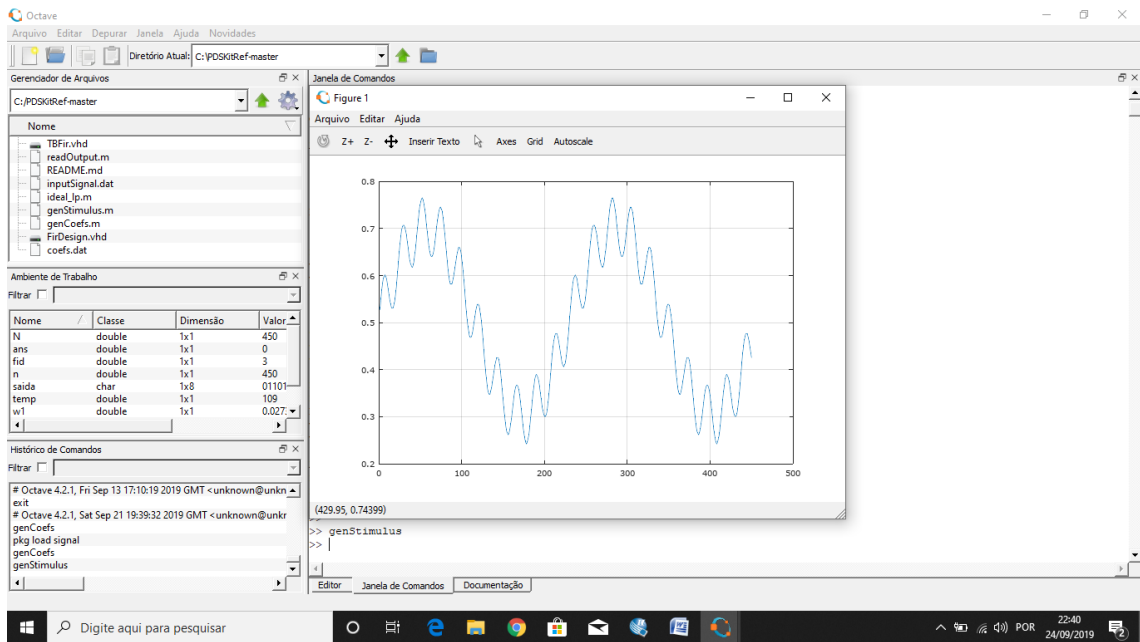 Octave
Arquivo Editar Depurar Janela Ajuda Novidades
Diretório Atual: C:\PDSKitRef-master
Gerenciador de Arquivos
C:/PDSKitRef-master
Nome
TBFir.vhd
readOutput.m
README.md
inputSignal.dat
ideal_lp.m
genStimulus.m
genCoefs.m
FirDesign.vhd
coefs.dat
Ambiente de Trabalho
Filtrar
Nome Classe Dimensão Valor
N double 1x1 450
ans double 1x1 0
fid double 1x1 3
n double 1x1 450
saida char 1x8 01101
temp double 1x1 109
w1 double 1x1 0.027
Histórico de Comandos
Filtrar
# Octave 4.2.1, Fri Sep 13 17:10:19 2019 GMT <unknown@unkn
exit
# Octave 4.2.1, Sat Sep 21 19:39:32 2019 GMT <unknown@unkr
genCoefs
pkg load signal
genCoefs
genStimulus
Janela de Comandos
Figure 1
Arquivo Editar Ajuda
Z+ Z- Inserir Texto Axes Grid Autoscale
0.8
0.7
0.6
0.5
0.4
0.3
0.2
0 100 200 300 400 500
(429.95, 0.74399)
>> genStimulus
>>
Editor Janela de Comandos Documentação
Digite aqui para pesquisar
POR
22:40
24/09/2019
2